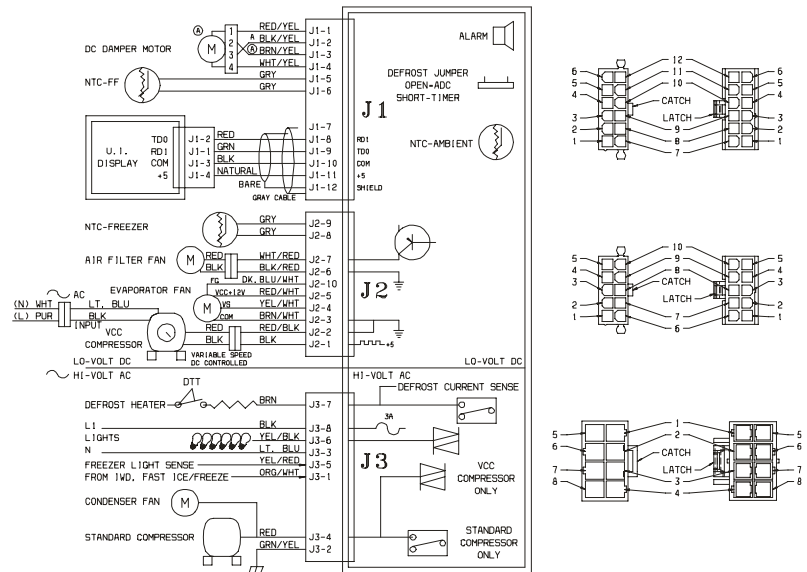 A 1 RED/YEL J1-1
2 A BLK/YEL J1-2
DC DAMPER MOTOR M 3 A BRN/YEL J1-3
4 WHT/YEL J1-4
NTC-FF GRY J1-5
GRY J1-6
J1
J1-7
TDO J1-2 RED J1-8 RD1
U.I. RD1 J1-1 GRN J1-9 TDO
DISPLAY COM J1-3 BLK J1-10 COM
+5 J1-4 NATURAL J1-11 +5
BARE J1-12 SHIELD
GRAY CABLE
ALARM
DEFROST JUMPER
OPEN-ADC
SHORT-TIMER
NTC-AMBIENT
NTC-FREEZER GRY J2-9
GRY J2-8
AIR FILTER FAN M RED WHT/RED J2-7
BLK BLK/RED J2-6
FG DK.BLU/WHT J2-10
EVAPORATOR FAN VCC+12V RED/WHT J2-5
M VS YEL/WHT J2-4
COM BRN/WHT J2-3
J2
AC
(N) WHT LT. BLU
(L) PUR BLK
INPUT
VCC
COMPRESSOR
RED RED/BLK J2-2
BLK BLK J2-1 +5
VARIABLE SPEED
DC CONTROLLED
LO-VOLT DC LO-VOLT DC
HI-VOLT AC HI-VOLT AC
DTT
DEFROST HEATER BRN J3-7
DEFROST CURRENT SENSE
L1 BLK J3-8 3A
LIGHTS YEL/BLK J3-6
N LT. BLU J3-3
J3
FREEZER LIGHT SENSE YEL/RED J3-5
FROM IWD, FAST ICE/FREEZE ORG/WHT J3-1
VCC
COMPRESSOR
ONLY
CONDENSER FAN M
STANDARD COMPRESSOR RED J3-4
GRN/YEL J3-2
STANDARD
COMPRESSOR
ONLY
6 12 6
5 11 5
4 10 4
CATCH
LATCH
3 9 3
2 8 2
1 7 1
5 10 5
4 9 4
3 8 3
CATCH
LATCH
2 7 2
1 6 1
5 1 5
6 2 6
CATCH
LATCH
7 3 7
8 4 8